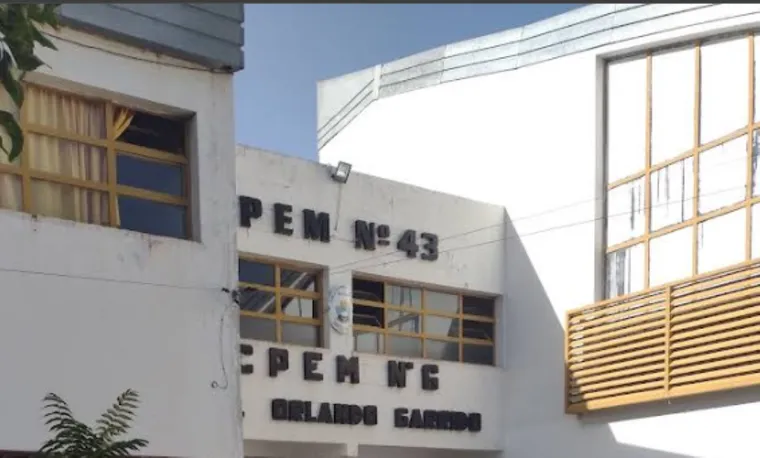 PEM Nº 43
CPEM Nº 6
ORLANDO GARRIDO